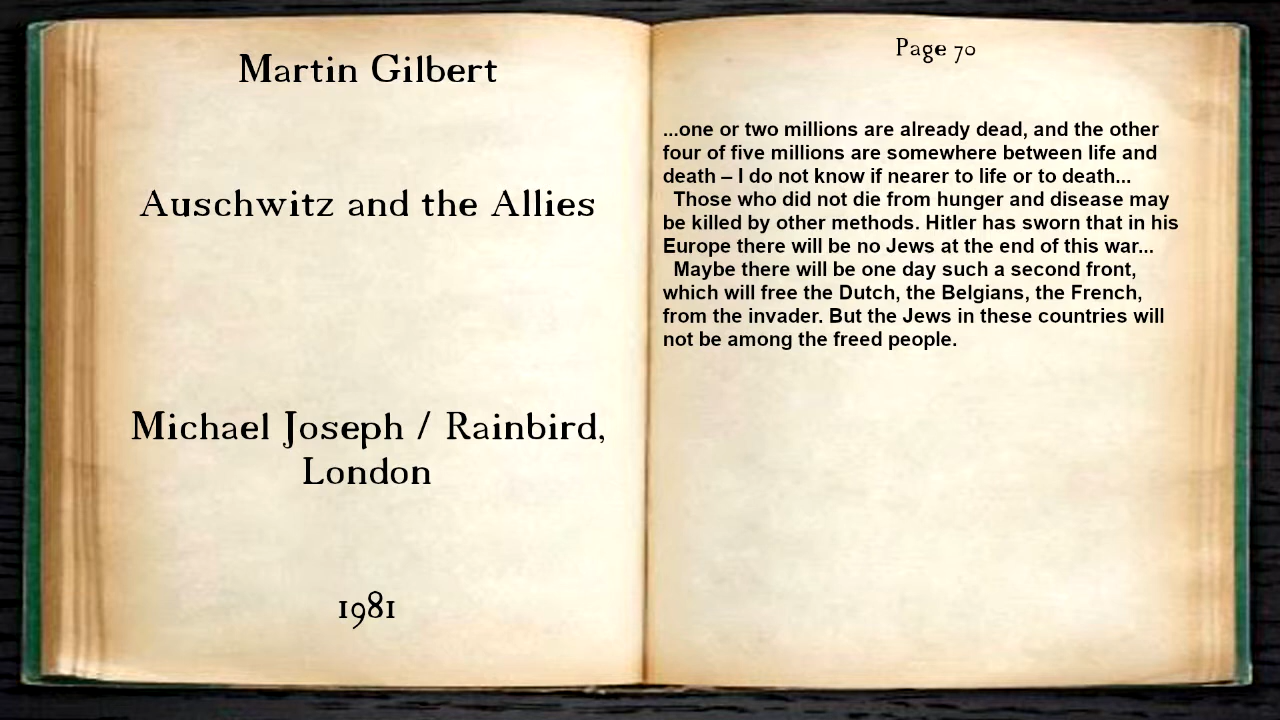 Martin Gilbert
Auschwitz and the Allies
Michael Joseph / Rainbird,
London
1981
Page 70
...one or two millions are already dead, and the other
four of five millions are somewhere between life and
death – I do not know if nearer to life or to death...
Those who did not die from hunger and disease may
be killed by other methods. Hitler has sworn that in his
Europe there will be no Jews at the end of this war...
Maybe there will be one day such a second front,
which will free the Dutch, the Belgians, the French,
from the invader. But the Jews in these countries will
not be among the freed people.